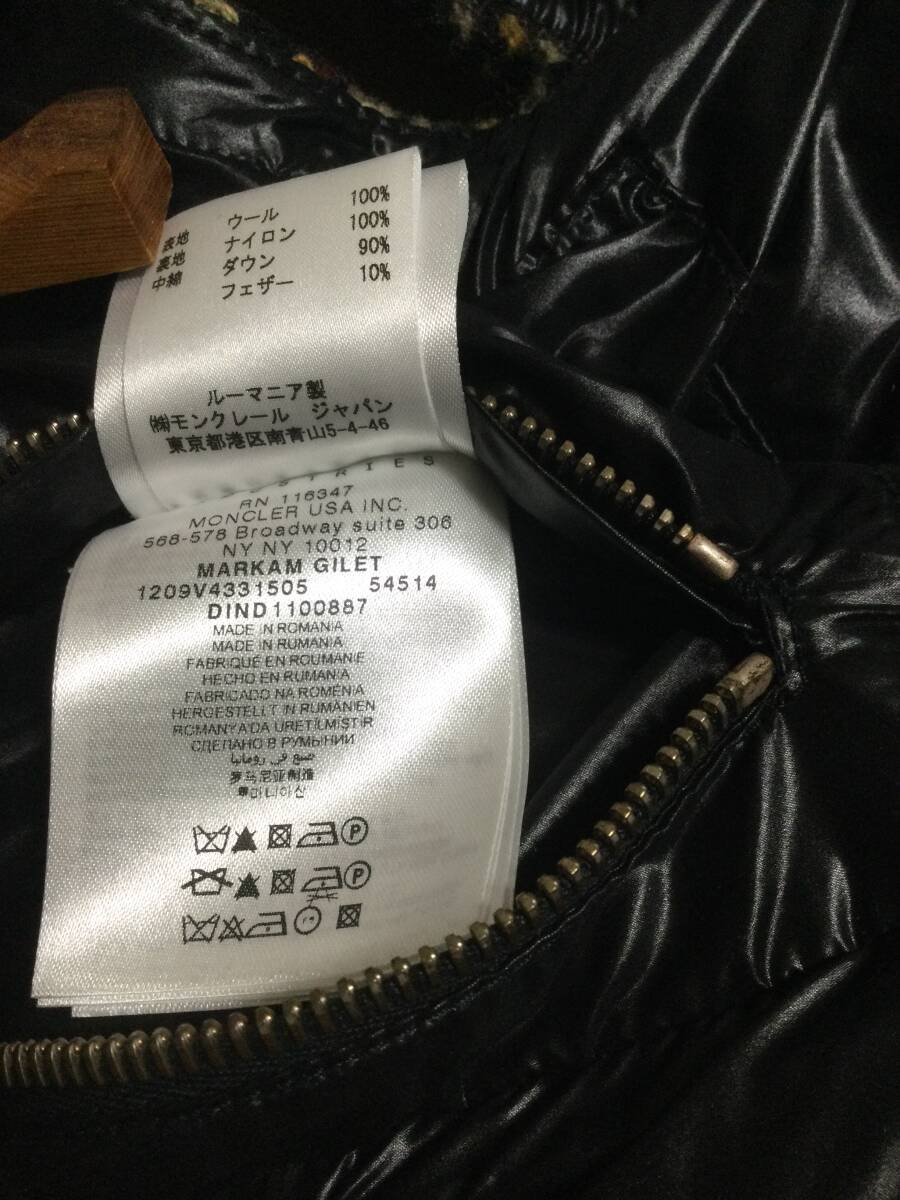 表地 ウール 100%
裏地 ナイロン 100%
中綿 ダウン 90%
フェザー 10%
ルーマニア製
㈱モンクレール ジャパン
東京都港区南青山5-4-46
STRIES
RN 116347
MONCLER USA INC.
568-578 Broadway suite 306
NY NY 10012
MARKAM GILET
1209V4331505 54514
DIND1100887
MADE IN ROMANIA
MADE IN RUMANIA
FABRIQUÉ EN ROUMANIE
HECHO EN RUMANIA
FABRICADO NA ROMÉNIA
HERGESTELLT IN RUMÄNIEN
ROMANYA'DA ÜRETİLMİŞTİR
СДЕЛАНО В РУМЫНИИ
صنع في رومانيا
罗马尼亚制造
루마니아산
P
P